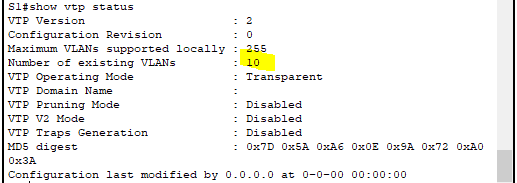 S1#show vtp status
VTP Version : 2
Configuration Revision : 0
Maximum VLANs supported locally : 255
Number of existing VLANs : 10
VTP Operating Mode : Transparent
VTP Domain Name :
VTP Pruning Mode : Disabled
VTP V2 Mode : Disabled
VTP Traps Generation : Disabled
MD5 digest : 0x7D 0x5A 0xA6 0x0E 0x9A 0x72 0xA0
0x3A
Configuration last modified by 0.0.0.0 at 0-0-00 00:00:00